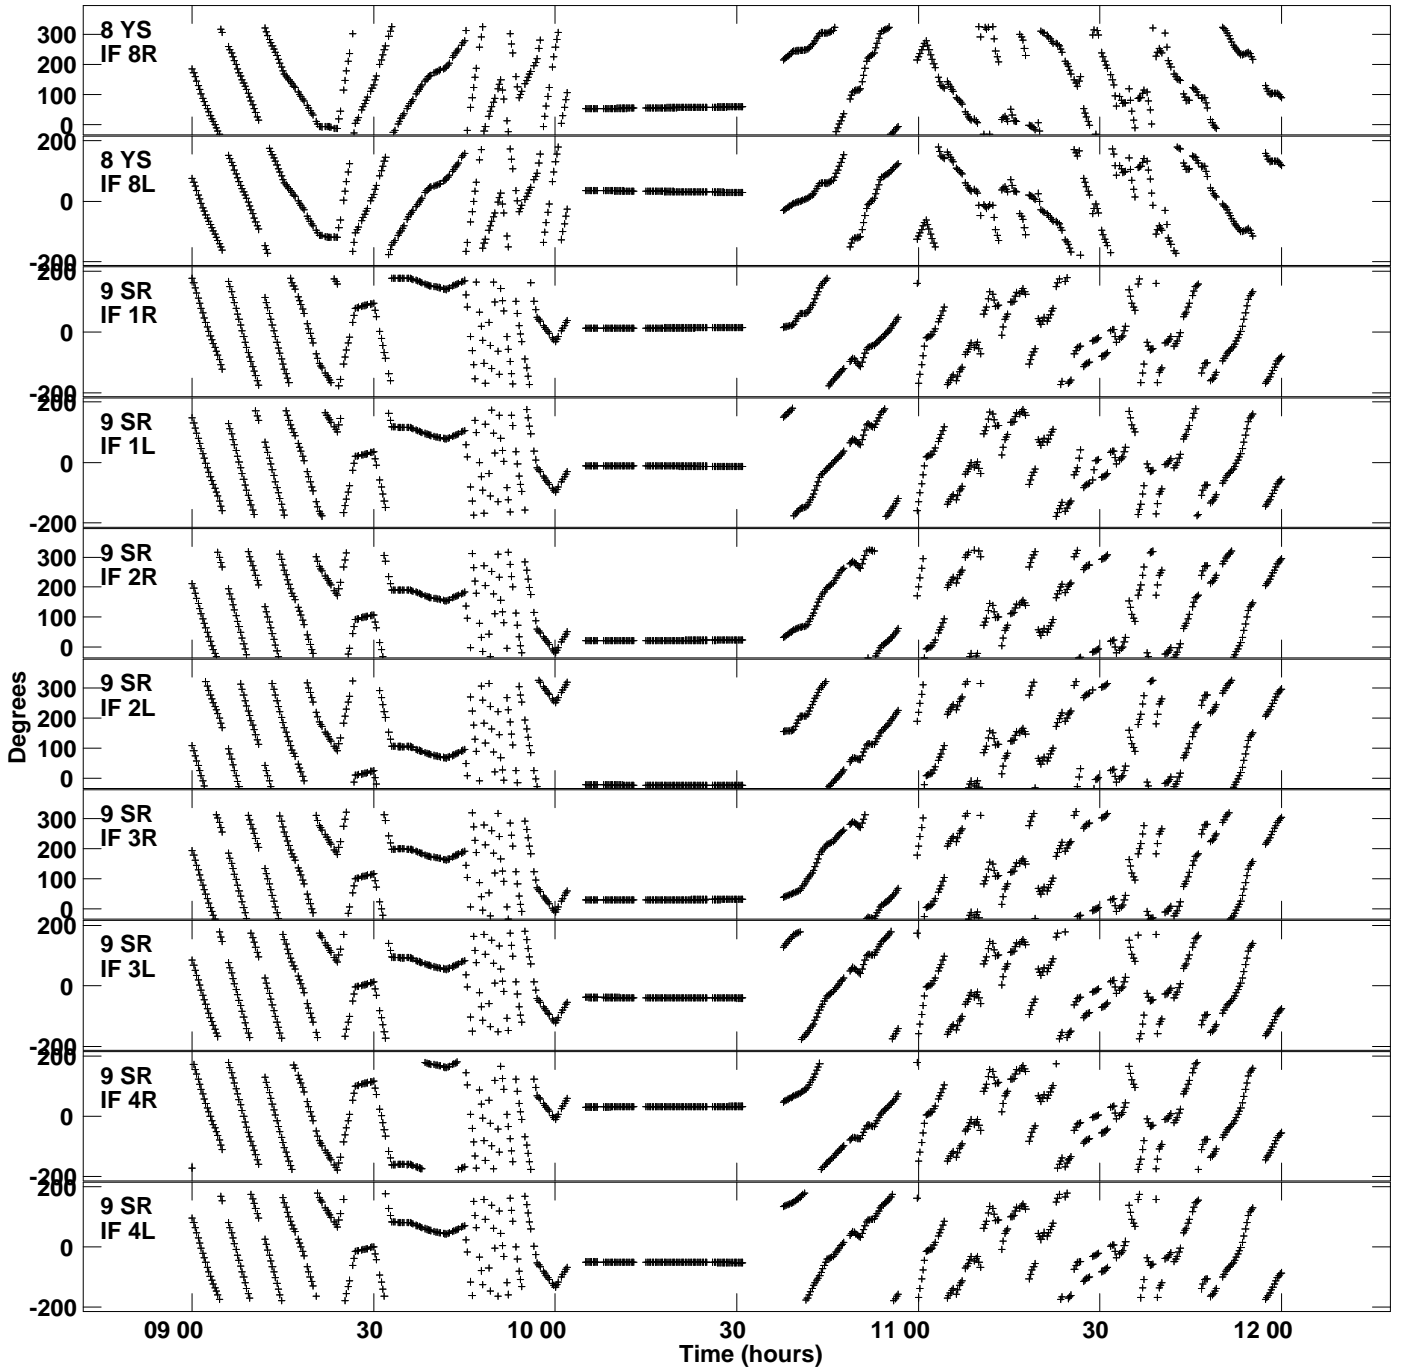 8 YS
IF 8R
300
200
100
0
8 YS
IF 8L
200
0
-200
9 SR
IF 1R
200
0
-200
9 SR
IF 1L
200
0
-200
9 SR
IF 2R
300
200
100
0
9 SR
IF 2L
300
200
100
0
9 SR
IF 3R
300
200
100
0
9 SR
IF 3L
200
0
-200
9 SR
IF 4R
200
0
-200
9 SR
IF 4L
200
0
-200
Degrees
09 00 30 10 00 30 11 00 30 12 00
Time (hours)